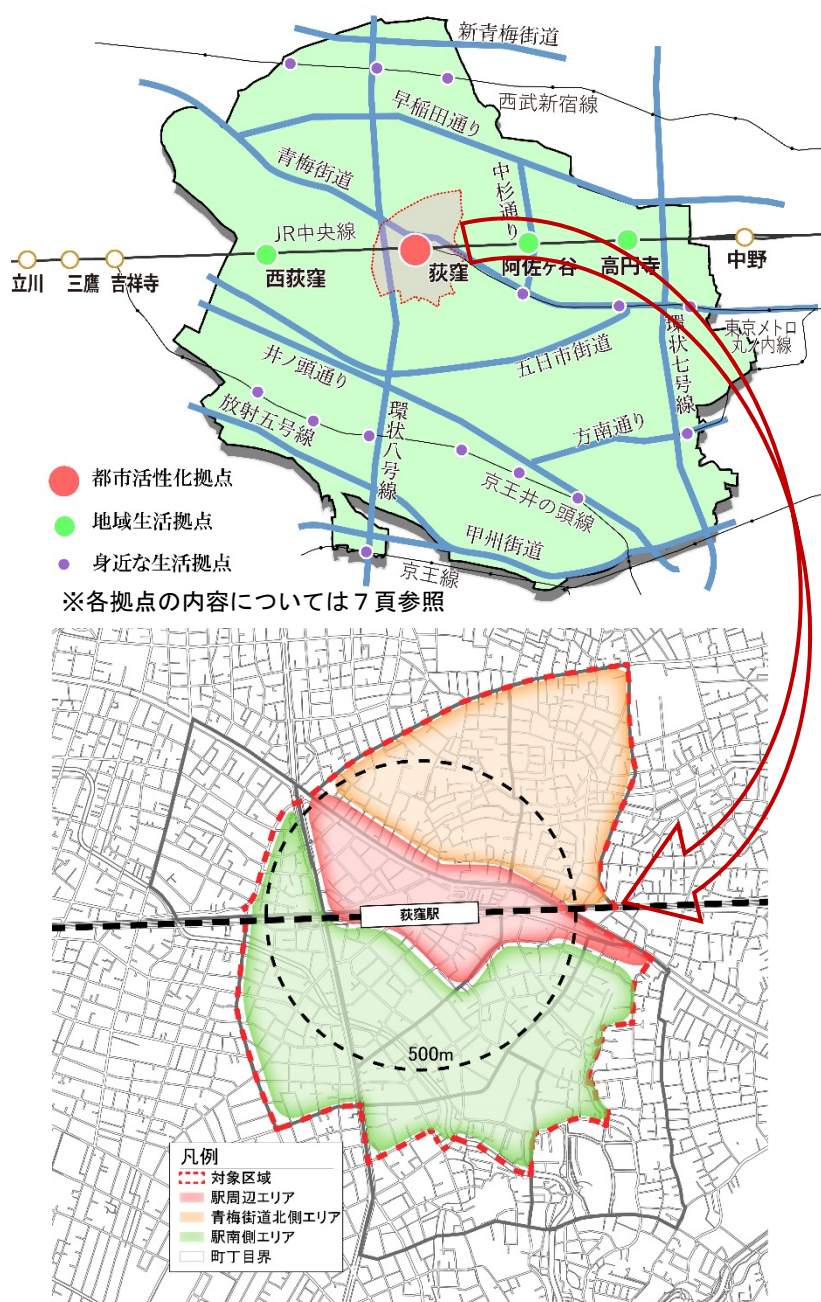 新青梅街道
西武新宿線
早稲田通り
青梅街道
中杉通り
JR中央線
立川
三鷹
吉祥寺
西荻窪
荻窪
阿佐ヶ谷
高円寺
中野
東京メトロ
丸ノ内線
五日市街道
環状七号線
井ノ頭通り
放射五号線
環状八号線
方南通り
京王井の頭線
甲州街道
京王線
都市活性化拠点
地域生活拠点
身近な生活拠点
※各拠点の内容については7頁参照
荻窪駅
500m
凡例
対象区域
駅周辺エリア
青梅街道北側エリア
駅南側エリア
町丁目界